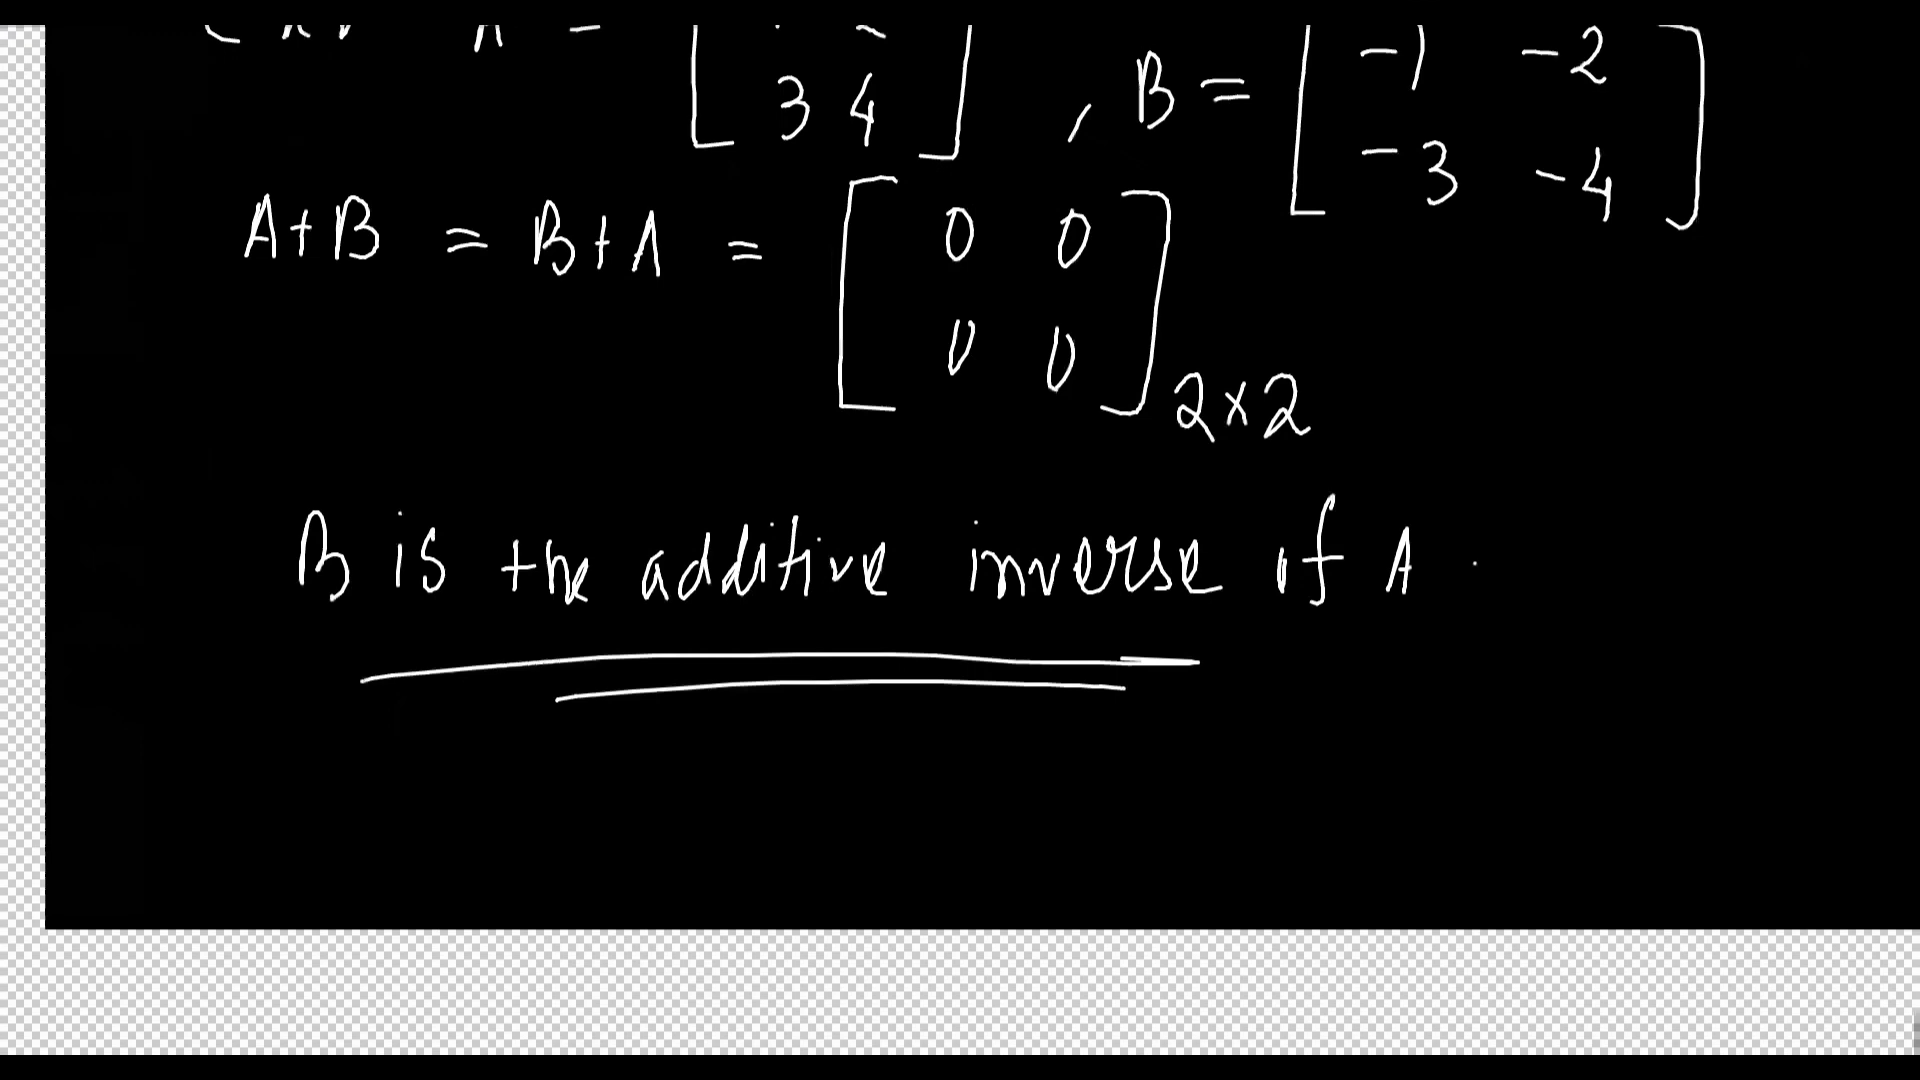 A =
3 4 , B = -1 -2
-3 -4
A+B = B+A = 0 0
0 0 2×2
B is the additive inverse of A .